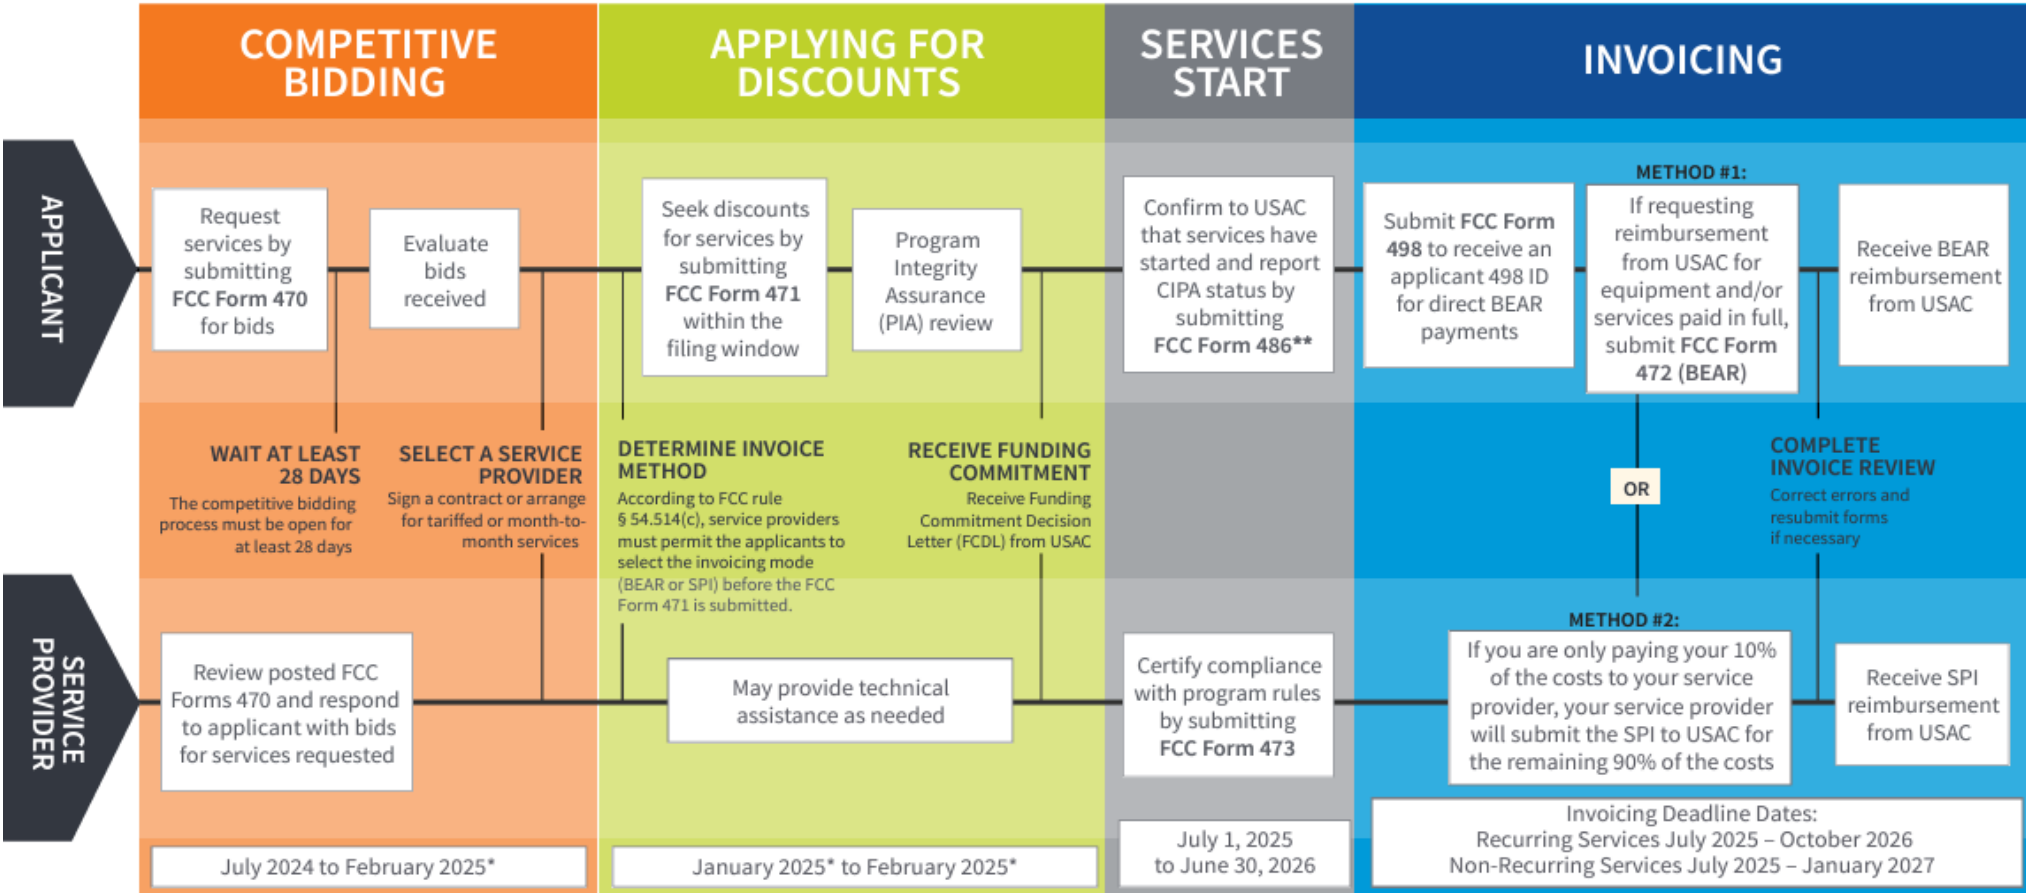 COMPETITIVE
BIDDING
APPLYING FOR
DISCOUNTS
SERVICES
START
INVOICING
APPLICANT
Request
services by
submitting
FCC Form 470
for bids
Evaluate
bids
received
Seek discounts
for services by
submitting
FCC Form 471
within the
filing window
Program
Integrity
Assurance
(PIA) review
Confirm to USAC
that services have
started and report
CIPA status by
submitting
FCC Form 486**
Submit FCC Form
498 to receive an
applicant 498 ID
for direct BEAR
payments
METHOD #1:
If requesting
reimbursement
from USAC for
equipment and/or
services paid in full,
submit FCC Form
472 (BEAR)
Receive BEAR
reimbursement
from USAC
WAIT AT LEAST
28 DAYS
The competitive bidding
process must be open for
at least 28 days
SELECT A SERVICE
PROVIDER
Sign a contract or arrange
for tariffed or month-to-
month services
DETERMINE INVOICE
METHOD
According to FCC rule
§ 54.514(c), service providers
must permit the applicants to
select the invoicing mode
(BEAR or SPI) before the FCC
Form 471 is submitted.
RECEIVE FUNDING
COMMITMENT
Receive Funding
Commitment Decision
Letter (FCDL) from USAC
OR
COMPLETE
INVOICE REVIEW
Correct errors and
resubmit forms
if necessary
SERVICE
PROVIDER
Review posted FCC
Forms 470 and respond
to applicant with bids
for services requested
May provide technical
assistance as needed
Certify compliance
with program rules
by submitting
FCC Form 473
METHOD #2:
If you are only paying your 10%
of the costs to your service
provider, your service provider
will submit the SPI to USAC for
the remaining 90% of the costs
Receive SPI
reimbursement
from USAC
July 2024 to February 2025*
January 2025* to February 2025*
July 1, 2025
to June 30, 2026
Invoicing Deadline Dates:
Recurring Services July 2025 – October 2026
Non-Recurring Services July 2025 – January 2027